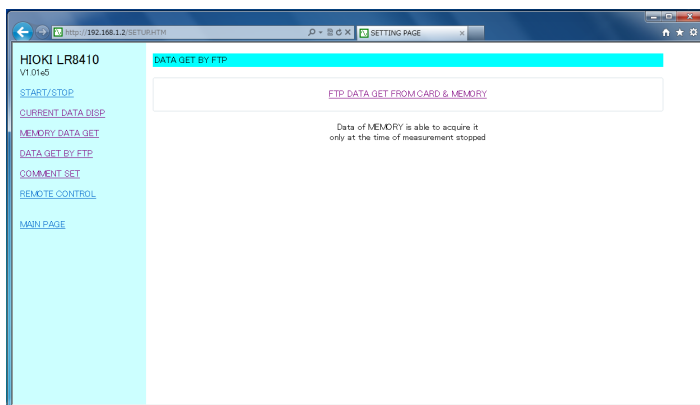 http://192.168.1.2/SETUP.HTM
SETTING PAGE
HIOKI LR8410
V1.01e5
START/STOP
CURRENT DATA DISP
MEMORY DATA GET
DATA GET BY FTP
COMMENT SET
REMOTE CONTROL
MAIN PAGE
DATA GET BY FTP
FTP DATA GET FROM CARD & MEMORY
Data of MEMORY is able to acquire it
only at the time of measurement stopped